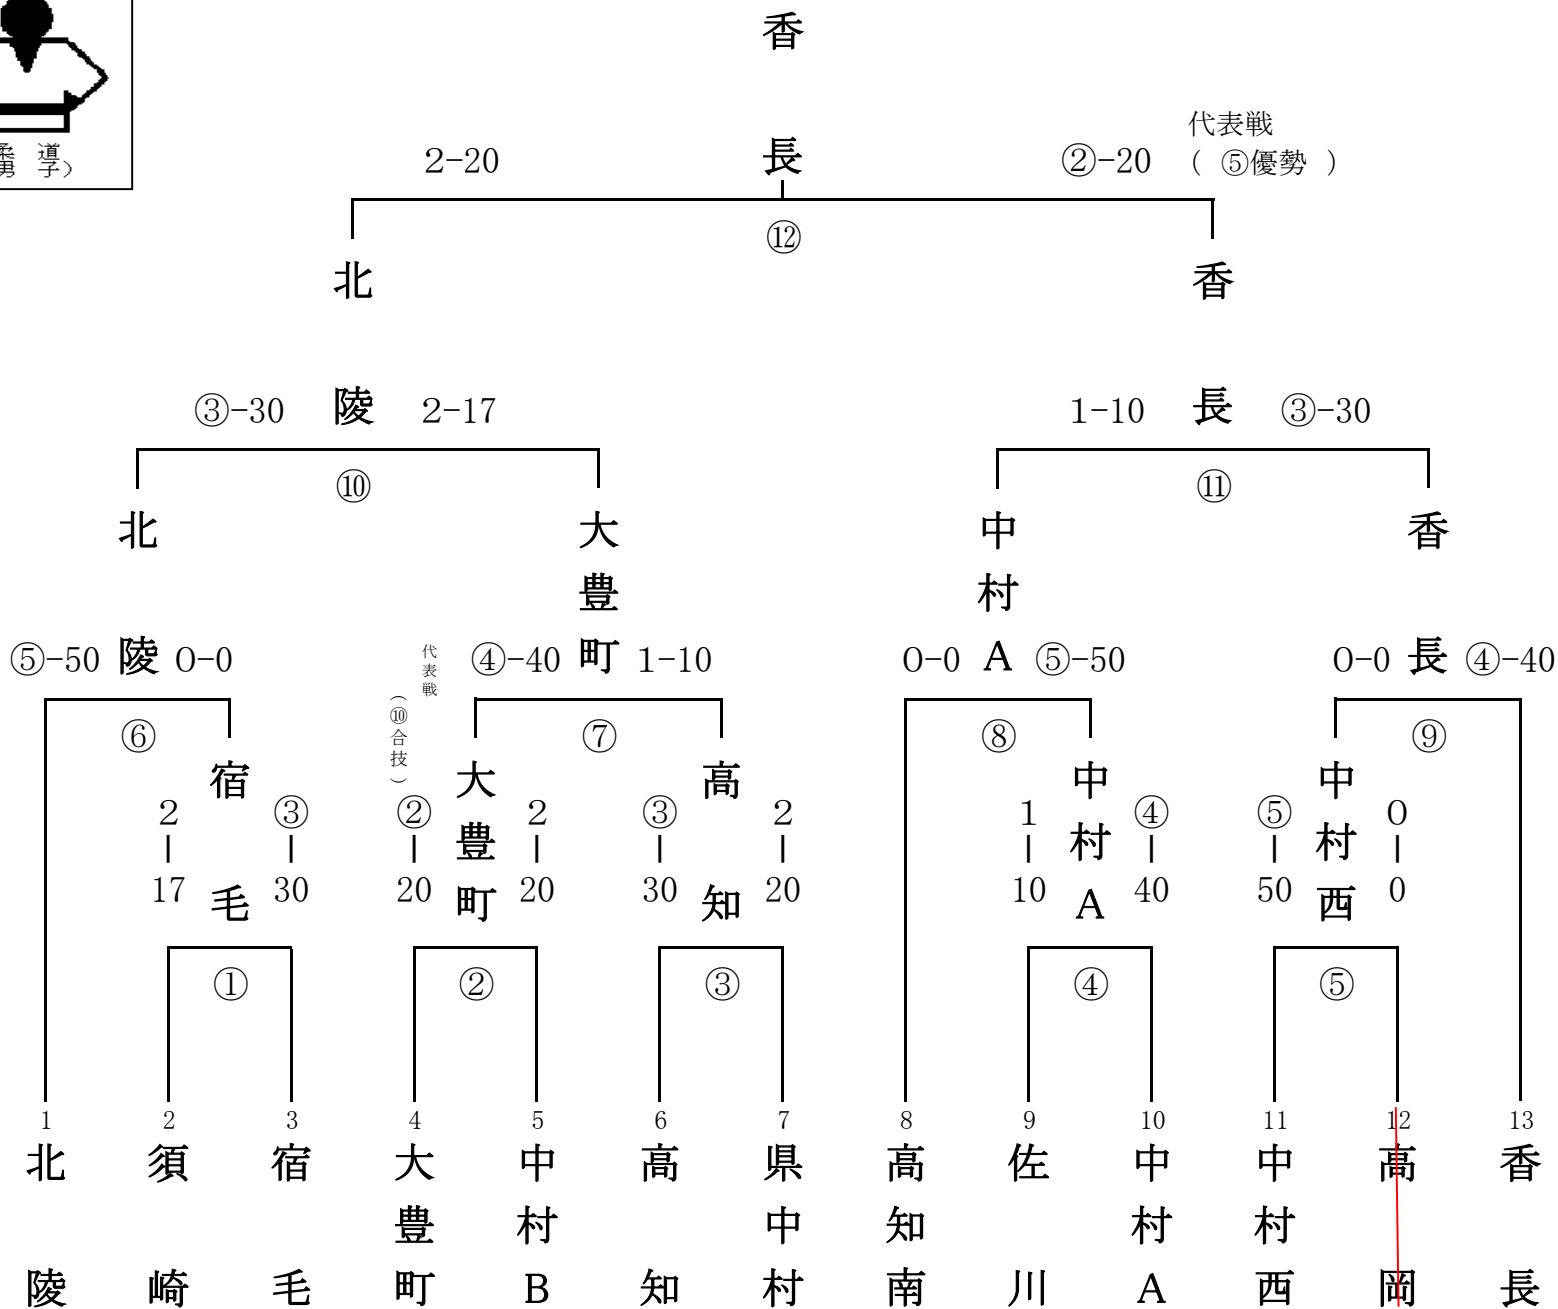 香長
柔道
男子）
2-20
②-20
代表戦
（⑤優勢）
⑫
北陵
香長
③-30
2-17
1-10
③-30
⑩
⑪
北陵
大豊町
中村A
香長
⑤-50
0-0
代表戦
（⑩合技）
④-40
1-10
0-0
⑤-50
0-0
④-40
⑥
⑦
⑧
⑨
宿毛
大豊町
高知
中村A
中村西
2-17
③-30
②-20
2-20
③-30
2-20
1-10
④-40
⑤-50
0-0
①
②
③
④
⑤
1 北陵
2 須崎
3 宿毛
4 大豊町
5 中村B
6 高知
7 県中村
8 高知南
9 佐川
10 中村A
11 中村西
12 高岡
13 香長